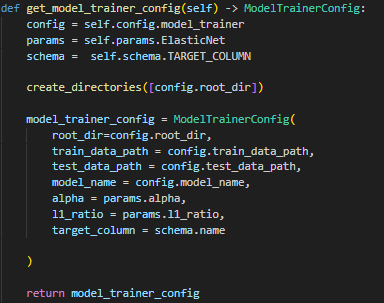 def get_model_trainer_config(self) -> ModelTrainerConfig:
    config = self.config.model_trainer
    params = self.params.ElasticNet
    schema =  self.schema.TARGET_COLUMN

    create_directories([config.root_dir])

    model_trainer_config = ModelTrainerConfig(
        root_dir=config.root_dir,
        train_data_path = config.train_data_path,
        test_data_path = config.test_data_path,
        model_name = config.model_name,
        alpha = params.alpha,
        l1_ratio = params.l1_ratio,
        target_column = schema.name

    )

    return model_trainer_config